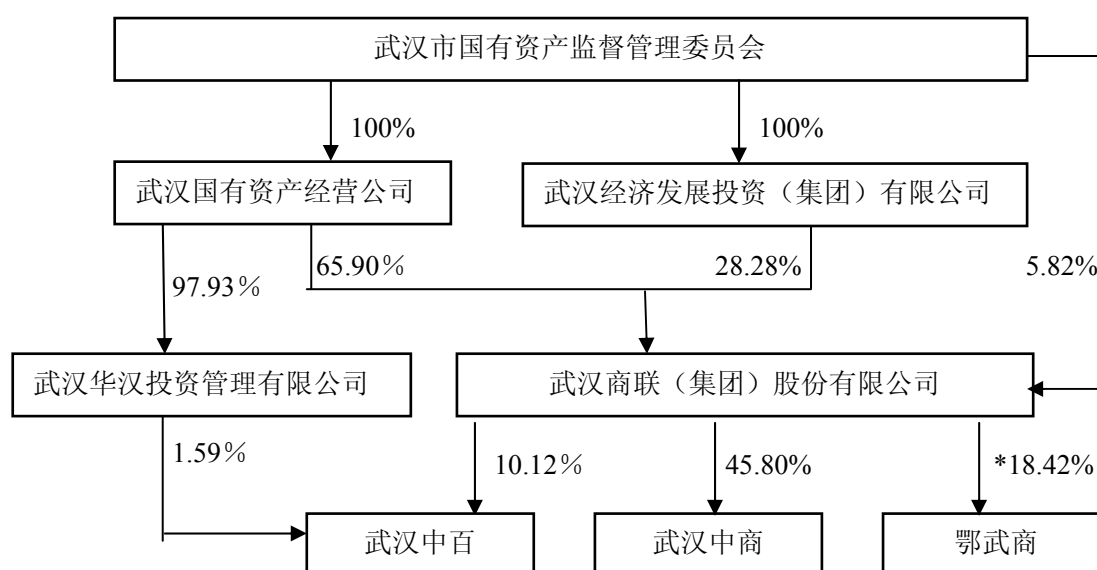 武汉市国有资产监督管理委员会
100%
100%
武汉国有资产经营公司
武汉经济发展投资（集团）有限公司
97.93％
65.90％
28.28%
5.82%
武汉华汉投资管理有限公司
武汉商联（集团）股份有限公司
1.59％
10.12％
45.80%
*18.42%
武汉中百
武汉中商
鄂武商